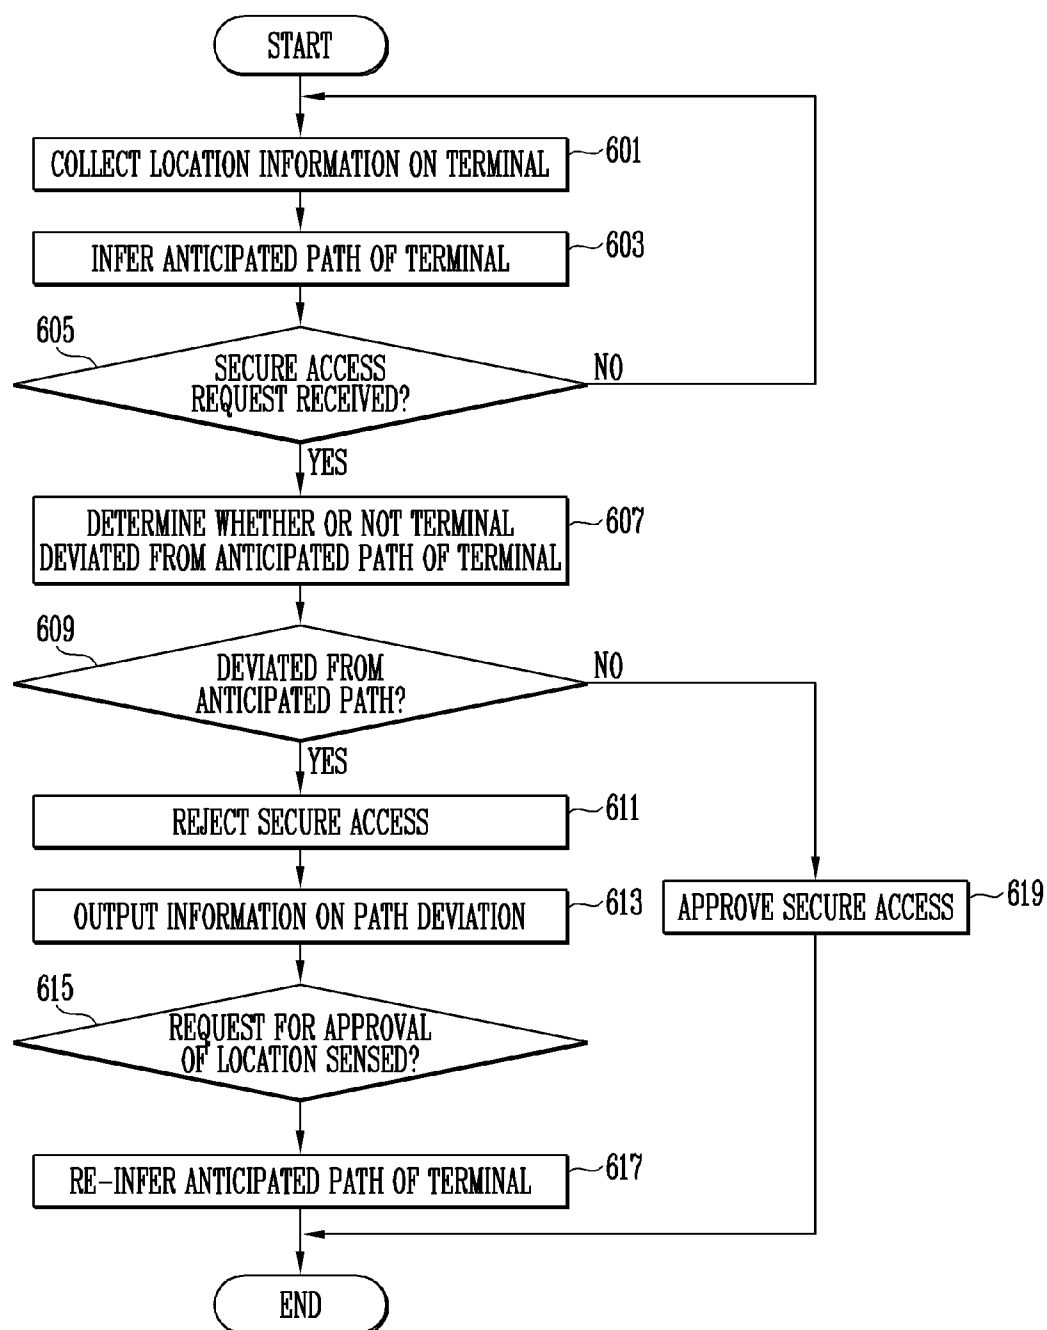 START
COLLECT LOCATION INFORMATION ON TERMINAL
601
INFER ANTICIPATED PATH OF TERMINAL
603
605
SECURE ACCESS
REQUEST RECEIVED?
NO
YES
DETERMINE WHETHER OR NOT TERMINAL
DEVIATED FROM ANTICIPATED PATH OF TERMINAL
607
609
DEVIATED FROM
ANTICIPATED PATH?
NO
YES
REJECT SECURE ACCESS
611
OUTPUT INFORMATION ON PATH DEVIATION
613
APPROVE SECURE ACCESS
619
615
REQUEST FOR APPROVAL
OF LOCATION SENSED?
RE-INFER ANTICIPATED PATH OF TERMINAL
617
END